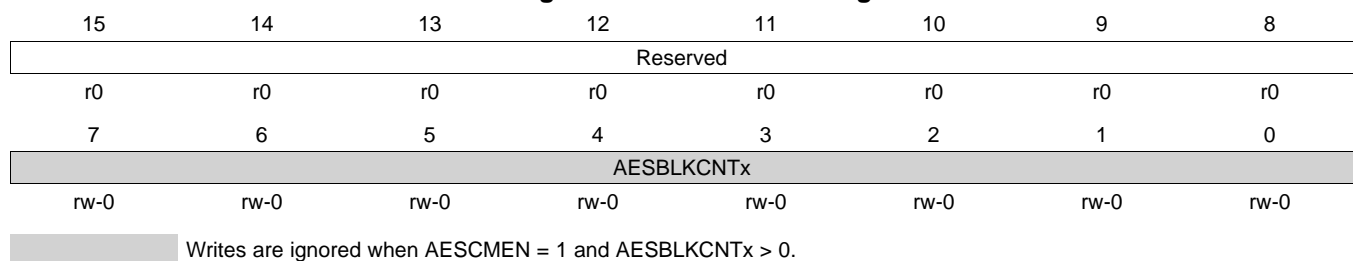 15 14 13 12 11 10 9 8
Reserved
r0 r0 r0 r0 r0 r0 r0 r0
7 6 5 4 3 2 1 0
AESBLKCNTx
rw-0 rw-0 rw-0 rw-0 rw-0 rw-0 rw-0 rw-0
Writes are ignored when AESCMEN = 1 and AESBLKCNTx > 0.